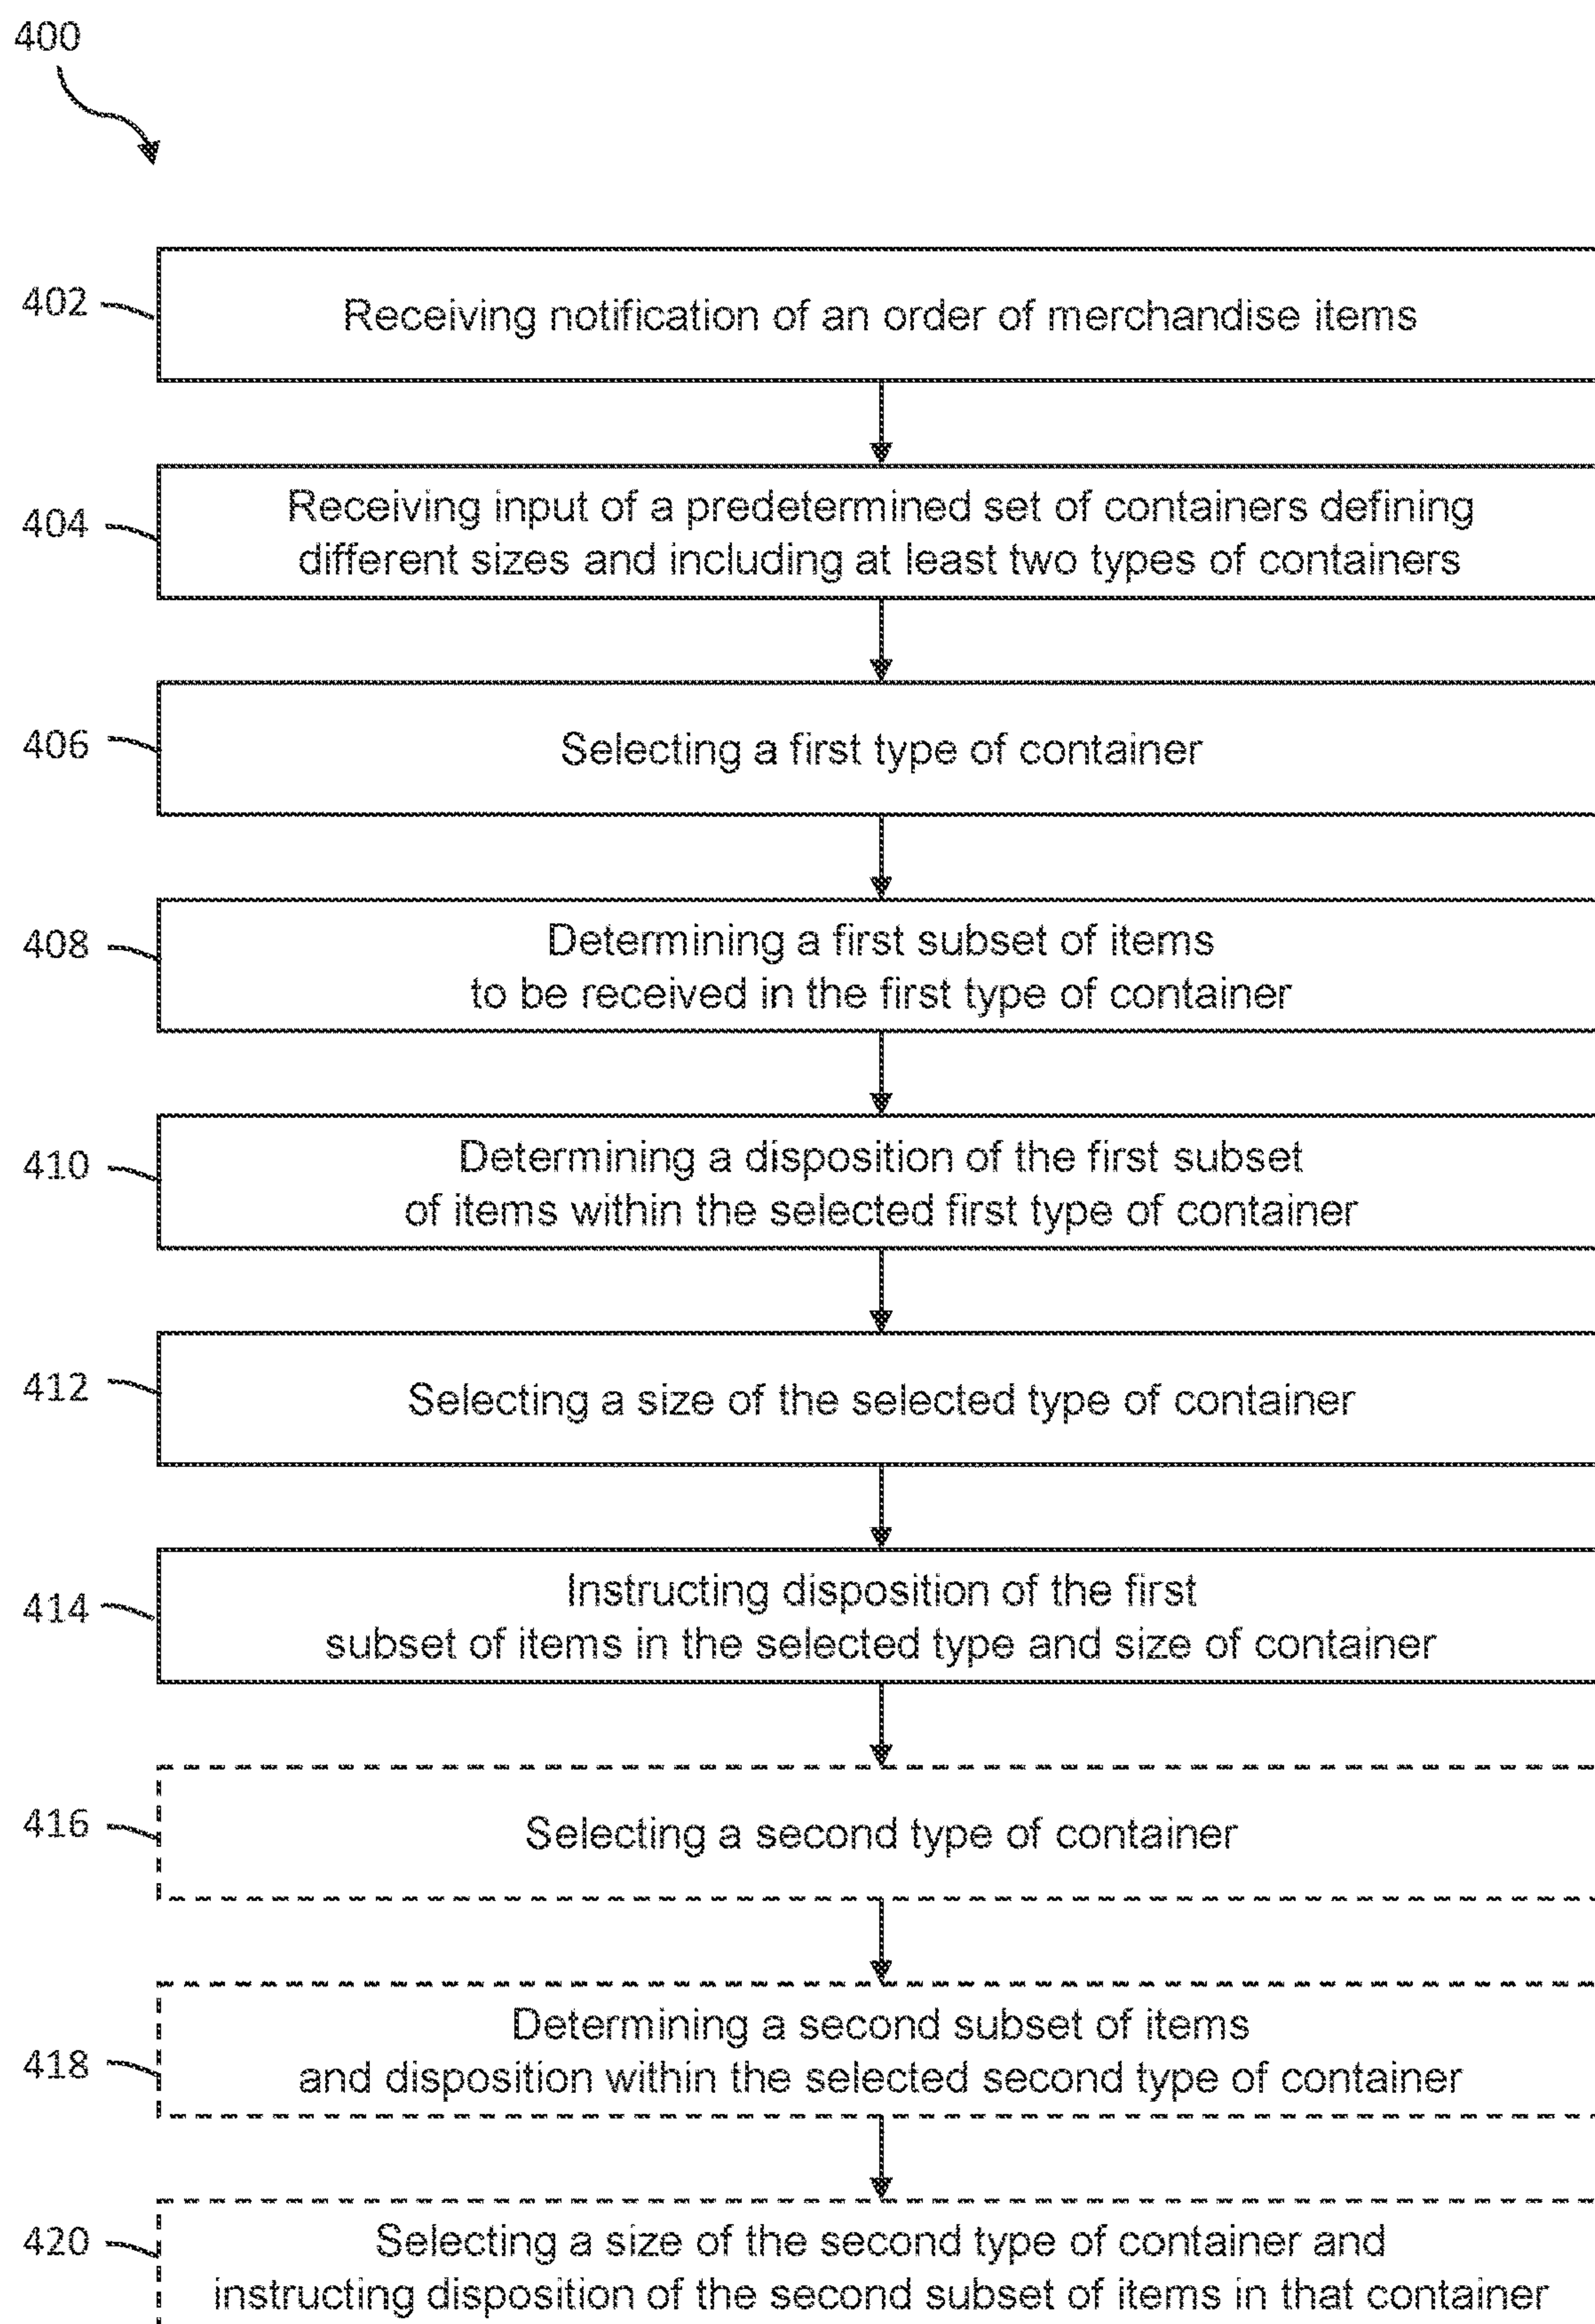 400
402
Receiving notification of an order of merchandise items
404
Receiving input of a predetermined set of containers defining
different sizes and including at least two types of containers
406
Selecting a first type of container
408
Determining a first subset of items
to be received in the first type of container
410
Determining a disposition of the first subset
of items within the selected first type of container
412
Selecting a size of the selected type of container
414
Instructing disposition of the first
subset of items in the selected type and size of container
416
Selecting a second type of container
418
Determining a second subset of items
and disposition within the selected second type of container
420
Selecting a size of the second type of container and
instructing disposition of the second subset of items in that container